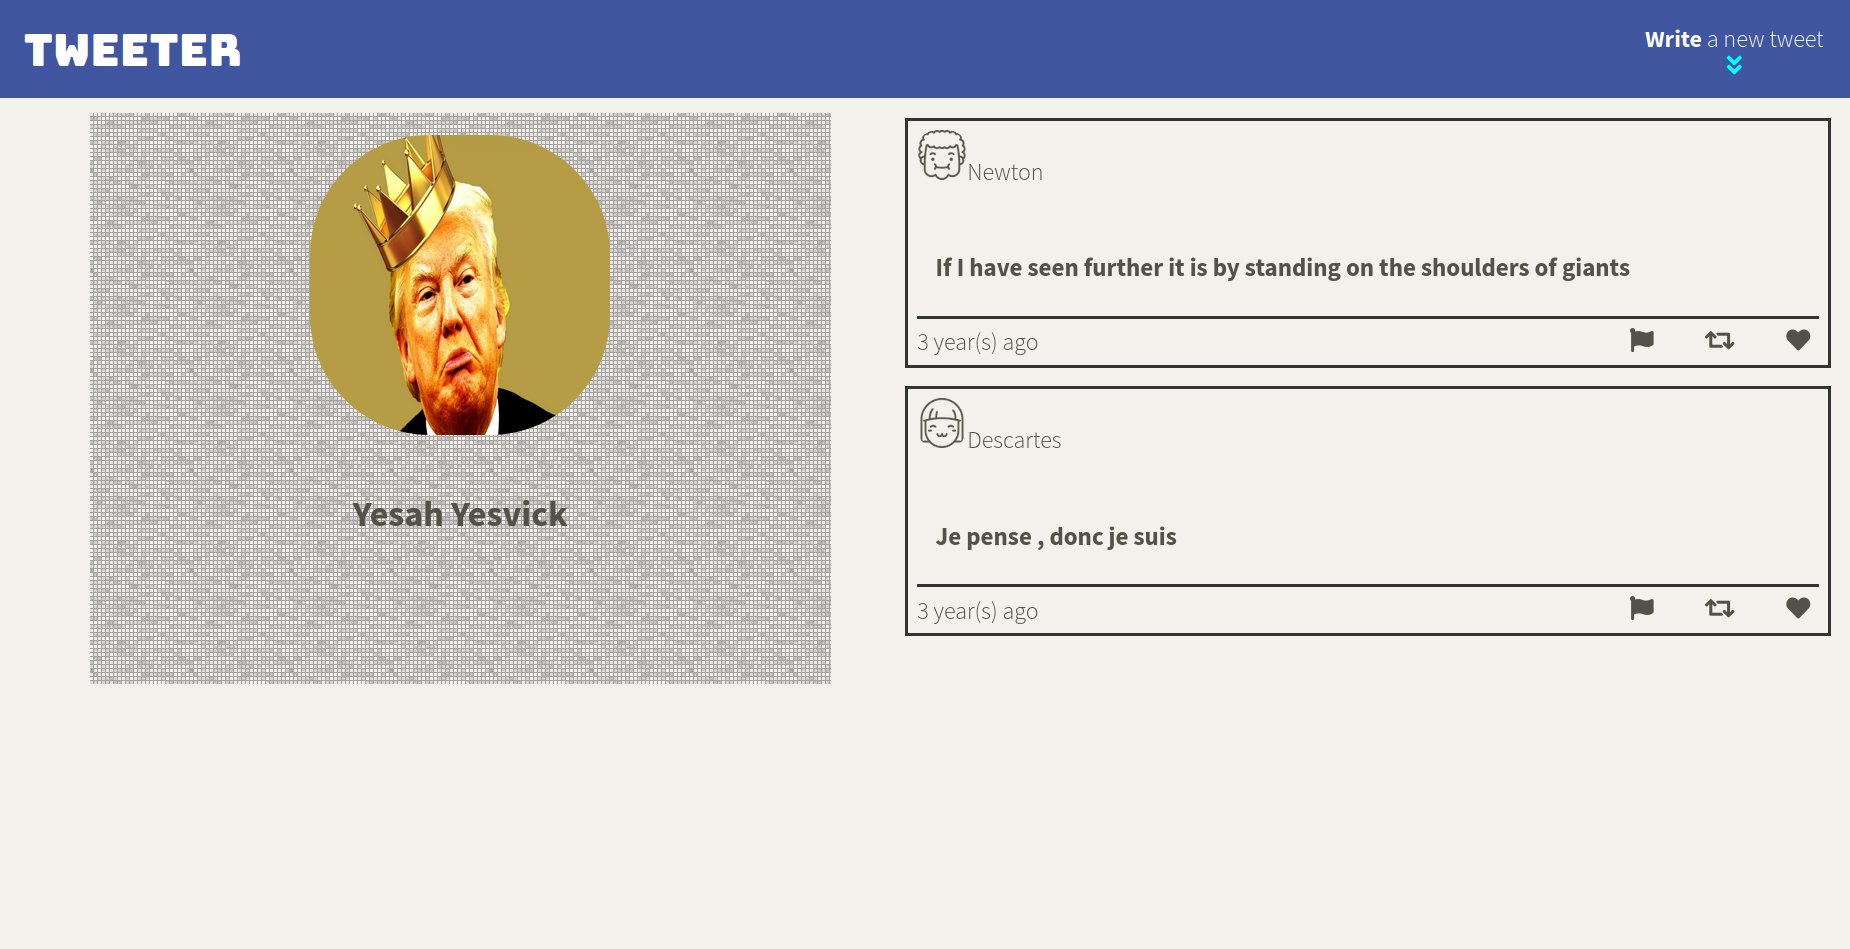 TWEETER
Write a new tweet
Yesah Yesvick
Newton
If I have seen further it is by standing on the shoulders of giants
3 year(s) ago
Descartes
Je pense , donc je suis
3 year(s) ago